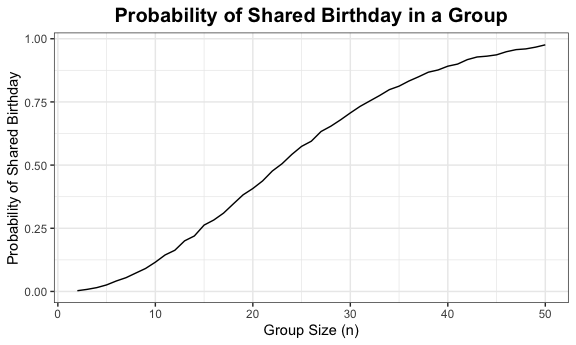 Probability of Shared Birthday in a Group
Probability of Shared Birthday
1.00
0.75
0.50
0.25
0.00
0 10 20 30 40 50
Group Size (n)